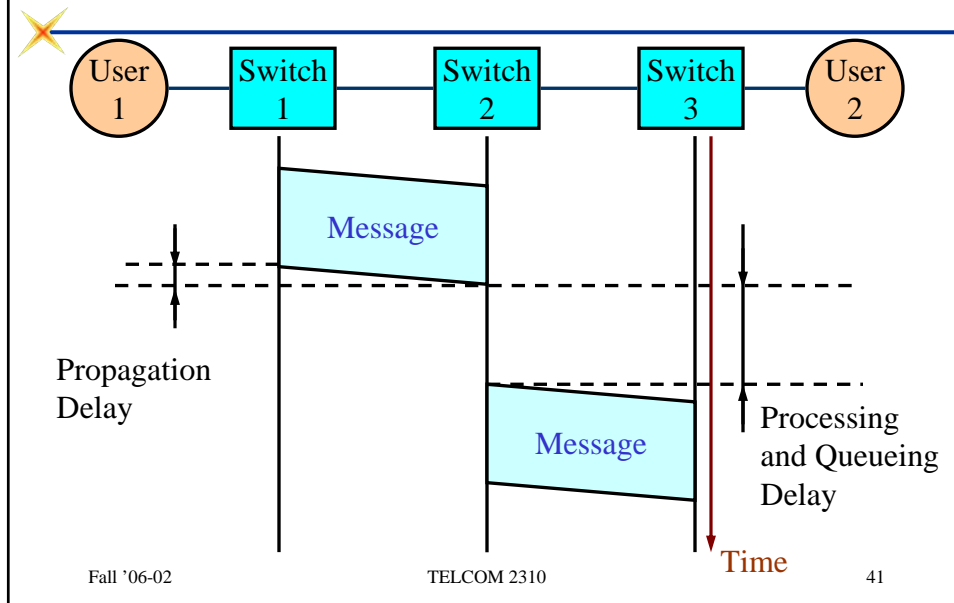 User
1
Switch
1
Switch
2
Switch
3
User
2
Message
Propagation
Delay
Message
Processing
and Queueing
Delay
Time
Fall ’06-02
TELCOM 2310
41